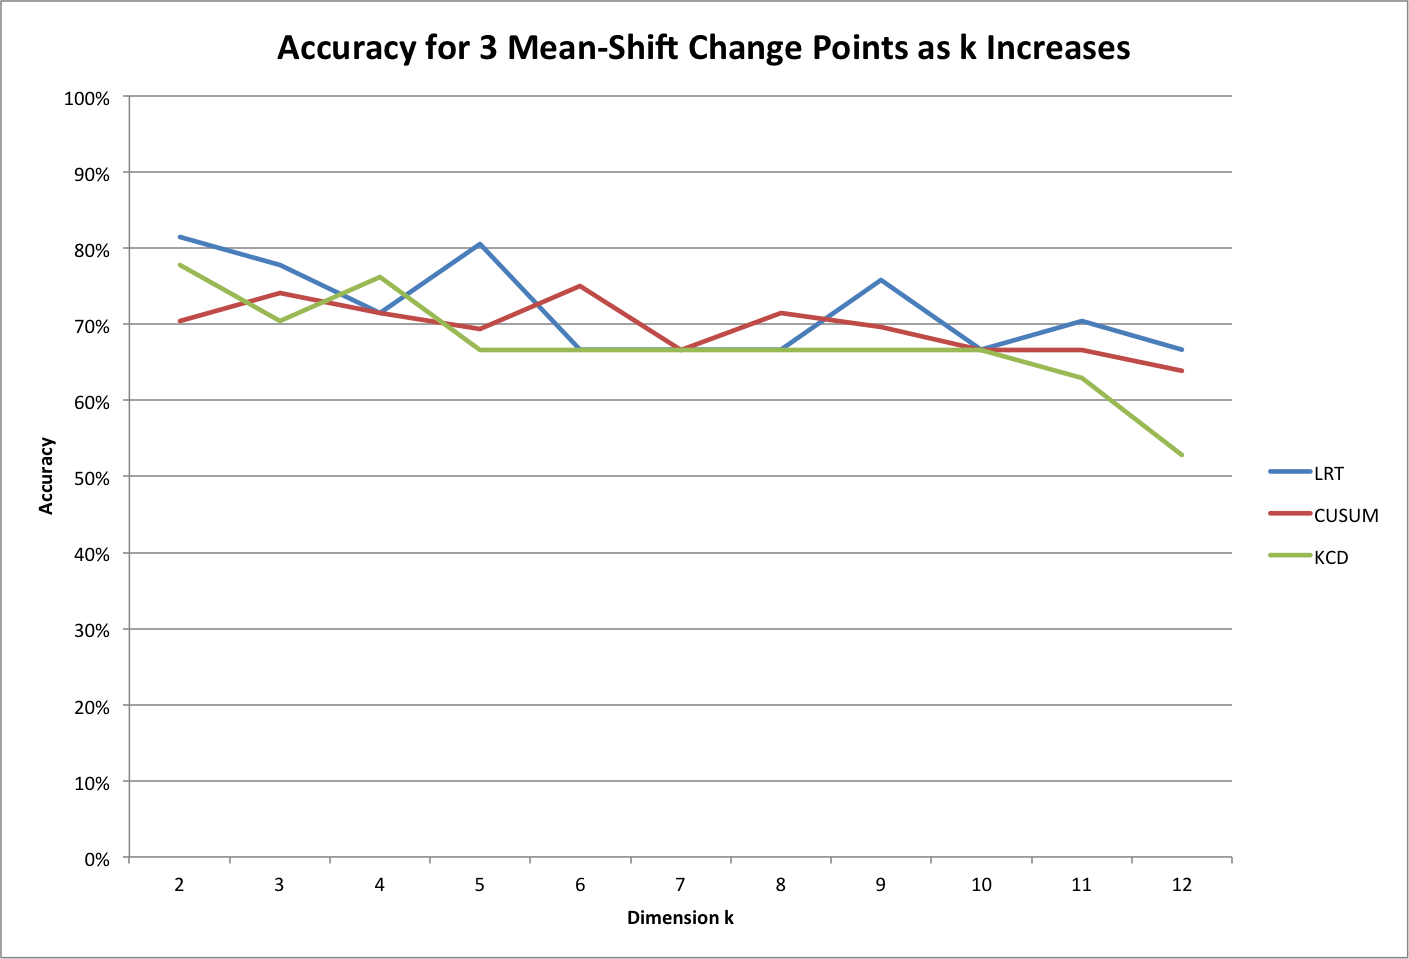 Accuracy for 3 Mean-Shift Change Points as k Increases
100%
90%
80%
70%
60%
50%
40%
30%
20%
10%
0%
Accuracy
2 3 4 5 6 7 8 9 10 11 12
Dimension k
LRT
CUSUM
KCD